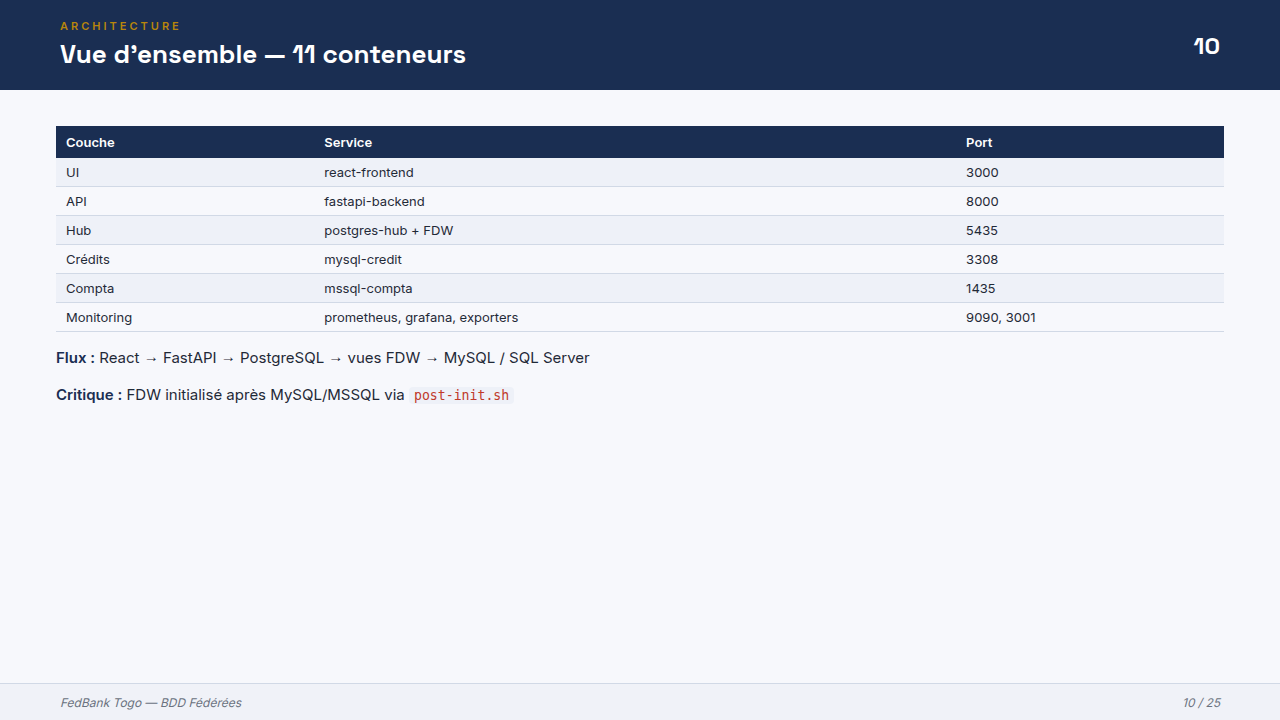 ARCHITECTURE
Vue d’ensemble — 11 conteneurs
10
Couche Service Port
UI react-frontend 3000
API fastapi-backend 8000
Hub postgres-hub + FDW 5435
Crédits mysql-credit 3308
Compta mssql-compta 1435
Monitoring prometheus, grafana, exporters 9090, 3001
Flux : React → FastAPI → PostgreSQL → vues FDW → MySQL / SQL Server
Critique : FDW initialisé après MySQL/MSSQL via post-init.sh
FedBank Togo — BDD Fédérées
10 / 25